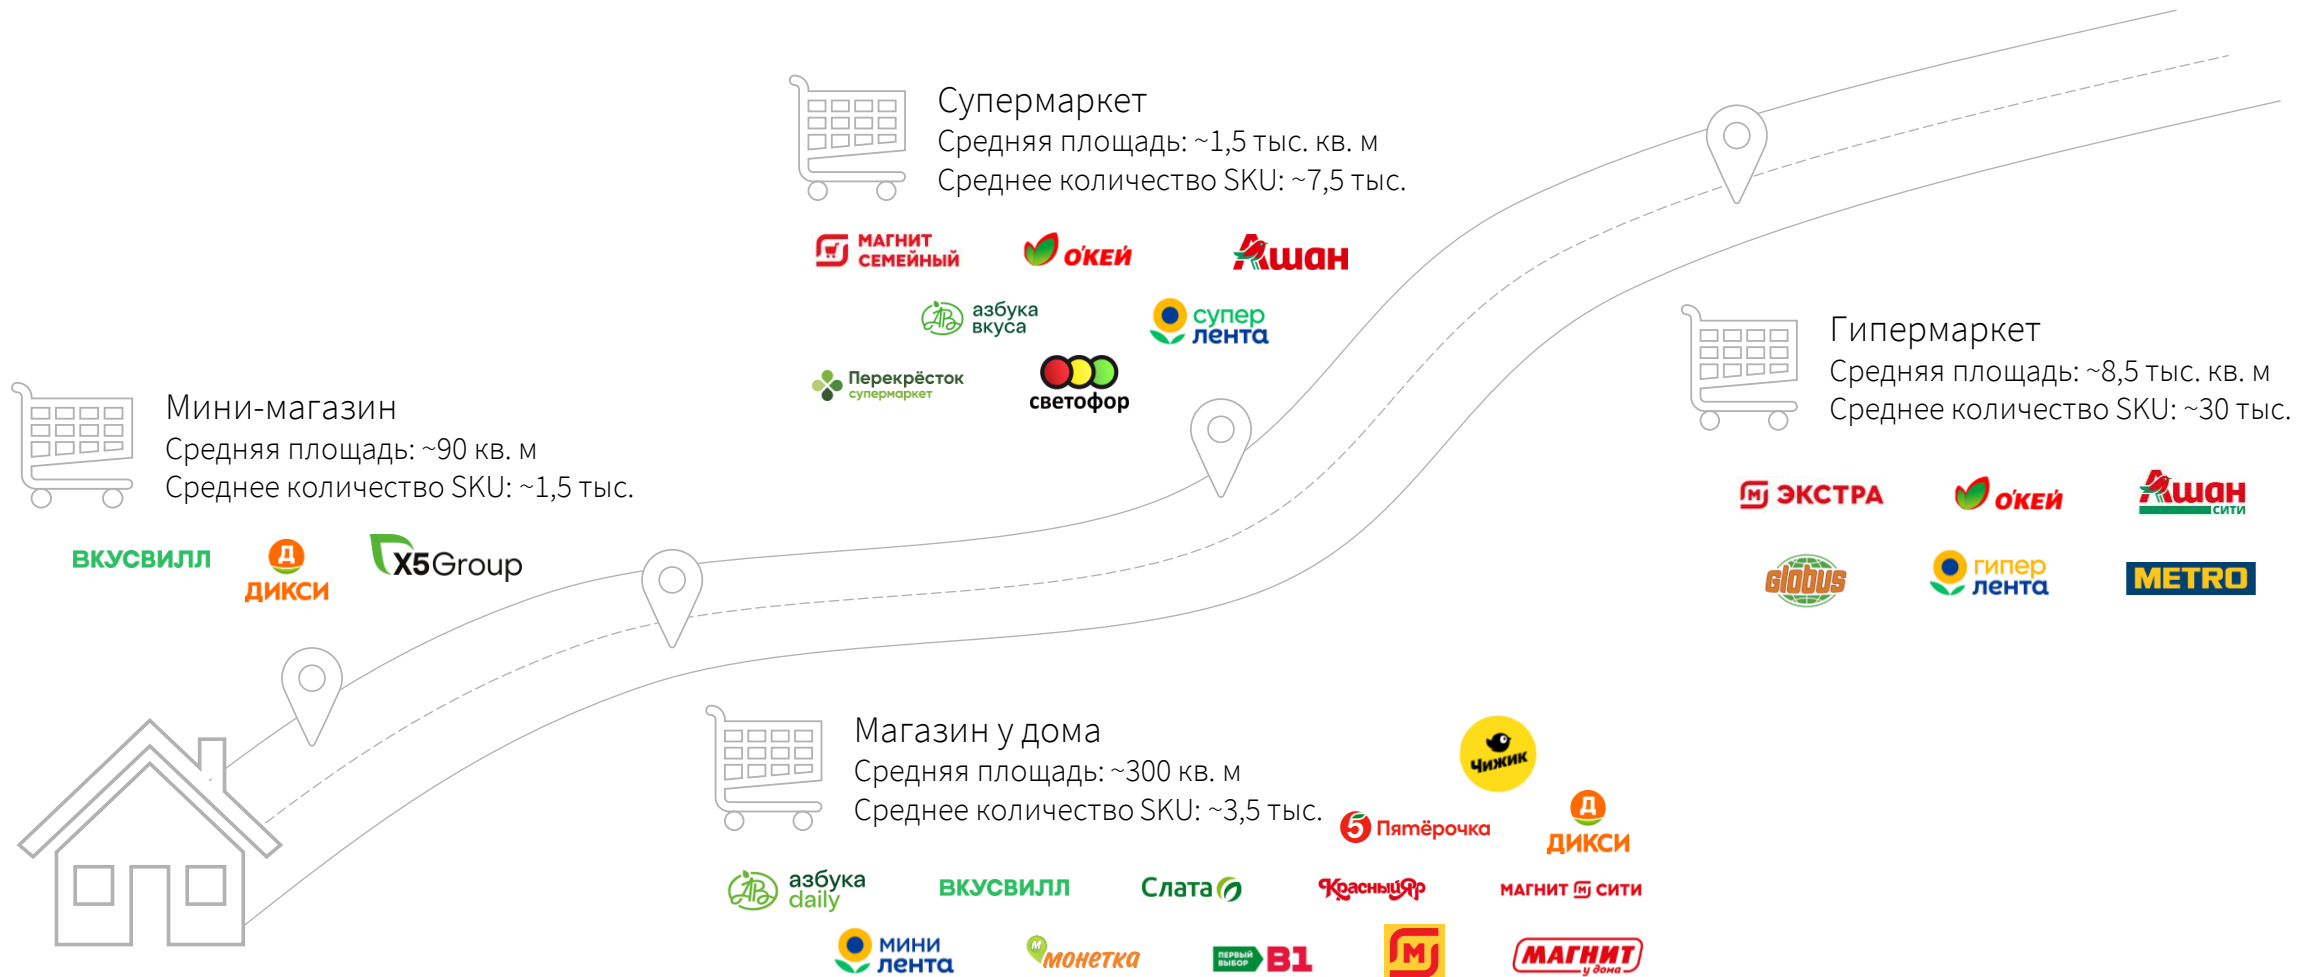 Супермаркет
Средняя площадь: ~1,5 тыс. кв. м
Среднее количество SKU: ~7,5 тыс.
МАГНИТ
СЕМЕЙНЫЙ
О'КЕЙ
Ашан
АВ
азбука
вкуса
супер
лента
Перекрёсток
супермаркет
светофор
Гипермаркет
Средняя площадь: ~8,5 тыс. кв. м
Среднее количество SKU: ~30 тыс.
М ЭКСТРА
О'КЕЙ
Ашан
СИТИ
Globus
гипер
лента
METRO
Мини-магазин
Средняя площадь: ~90 кв. м
Среднее количество SKU: ~1,5 тыс.
ВКУСВИЛЛ
Д
ДИКСИ
X5Group
Магазин у дома
Средняя площадь: ~300 кв. м
Среднее количество SKU: ~3,5 тыс.
Чижик
5 Пятёрочка
Д
ДИКСИ
АВ
азбука
daily
ВКУСВИЛЛ
Слата
КрасныйЯр
МАГНИТ М СИТИ
мини
лента
м
монетка
ПЕРВЫЙ
ВЫБОР
В1
М
МАГНИТ
у дома